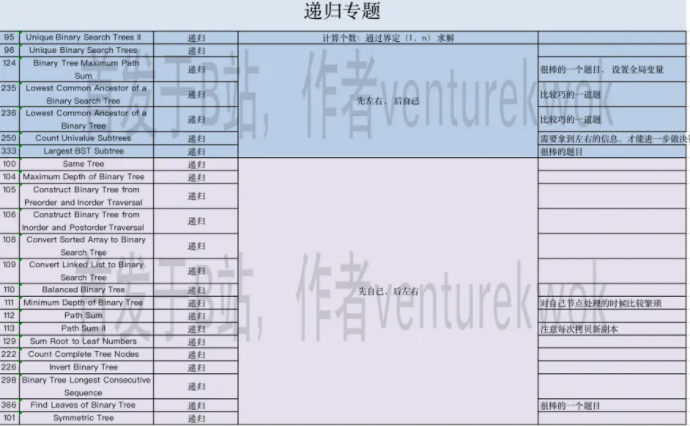 递归专题
95 Unique Binary Search Trees II 递归 计算个数：通过界定（1，n）求解
96 Unique Binary Search Trees 递归
124 Binary Tree Maximum Path
Sum 递归 很棒的一个题目，设置全局变量
235 Lowest Common Ancestor of a
Binary Search Tree 递归 先左右，后自己 比较巧的一道题
236 Lowest Common Ancestor of a
Binary Tree 递归 比较巧的一道题
250 Count Univalue Subtrees 递归 需要拿到左右的信息，才能进一步做决
333 Largest BST Subtree 递归 很棒的题目
100 Same Tree 递归
104 Maximum Depth of Binary Tree 递归
105 Construct Binary Tree from
Preorder and Inorder Traversal 递归
106 Construct Binary Tree from
Inorder and Postorder Traversal 递归
108 Convert Sorted Array to Binary
Search Tree 递归
109 Convert Linked List to Binary
Search Tree 递归
110 Balanced Binary Tree 递归 先自己，后左右
111 Minimum Depth of Binary Tree 递归 对自己节点处理的时候比较繁琐
112 Path Sum 递归
113 Path Sum II 递归 注意每次拷贝新副本
129 Sum Root to Leaf Numbers 递归
222 Count Complete Tree Nodes 递归
226 Invert Binary Tree 递归
298 Binary Tree Longest Consecutive
Sequence 递归
366 Find Leaves of Binary Tree 递归 很棒的一个题目
101 Symmetric Tree 递归
首发于B站，作者venturekwok
首发于B站，作者venturekwok